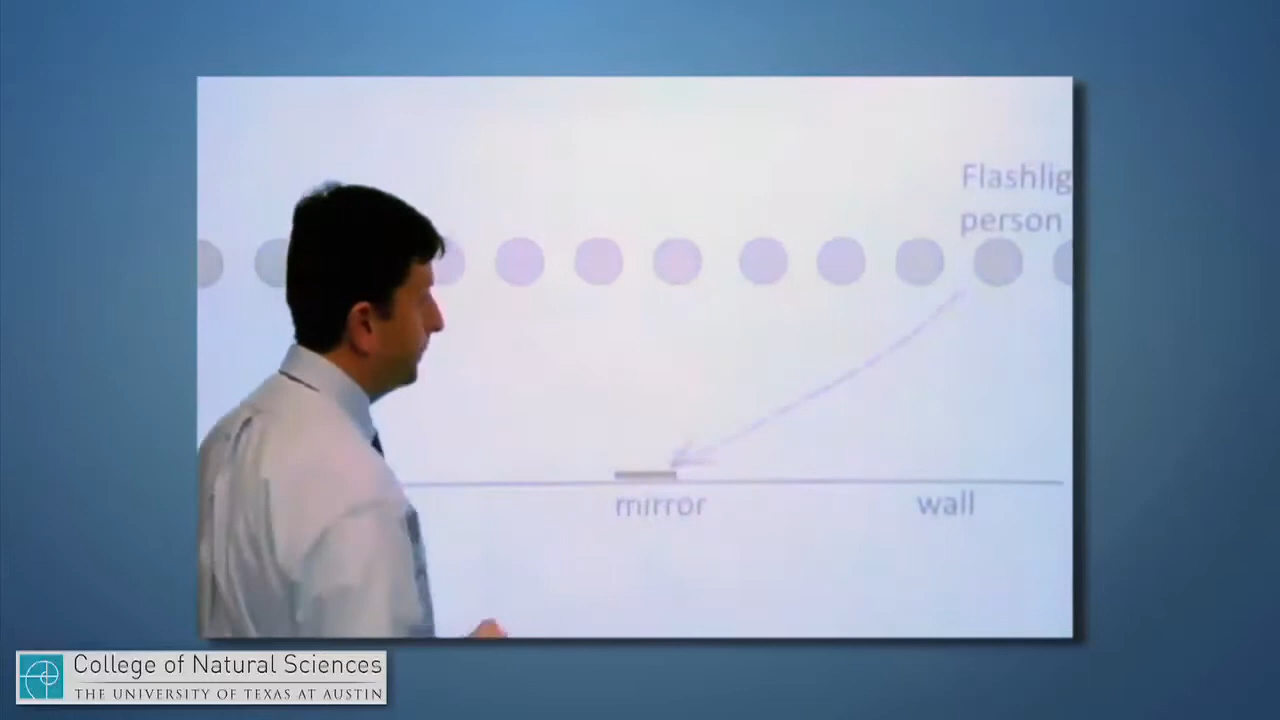 Flashlig
person
mirror
wall
College of Natural Sciences
THE UNIVERSITY OF TEXAS AT AUSTIN